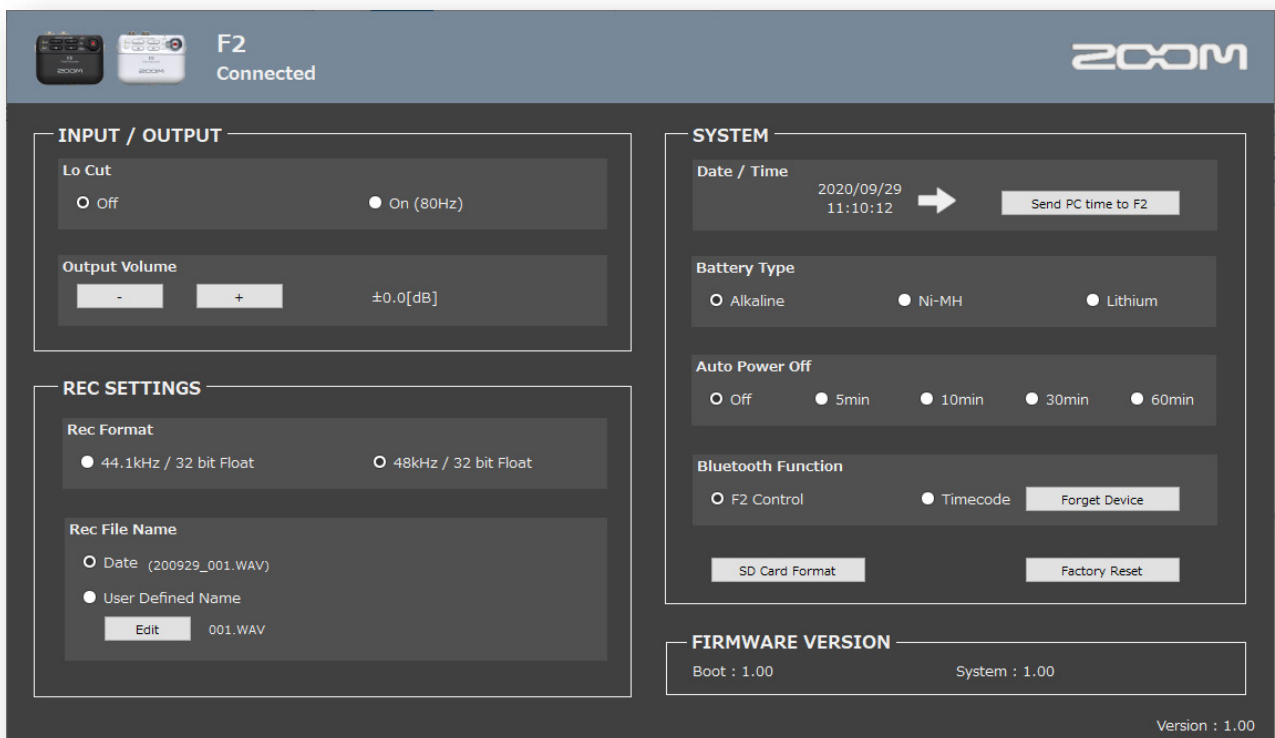 F2
Connected
ZOOM
INPUT / OUTPUT
Lo Cut
Off On (80Hz)
Output Volume
- + ±0.0[dB]
REC SETTINGS
Rec Format
44.1kHz / 32 bit Float 48kHz / 32 bit Float
Rec File Name
Date (200929_001.WAV)
User Defined Name
Edit 001.WAV
SYSTEM
Date / Time
2020/09/29
11:10:12
Send PC time to F2
Battery Type
Alkaline Ni-MH Lithium
Auto Power Off
Off 5min 10min 30min 60min
Bluetooth Function
F2 Control Timecode Forget Device
SD Card Format Factory Reset
FIRMWARE VERSION
Boot : 1.00 System : 1.00
Version : 1.00